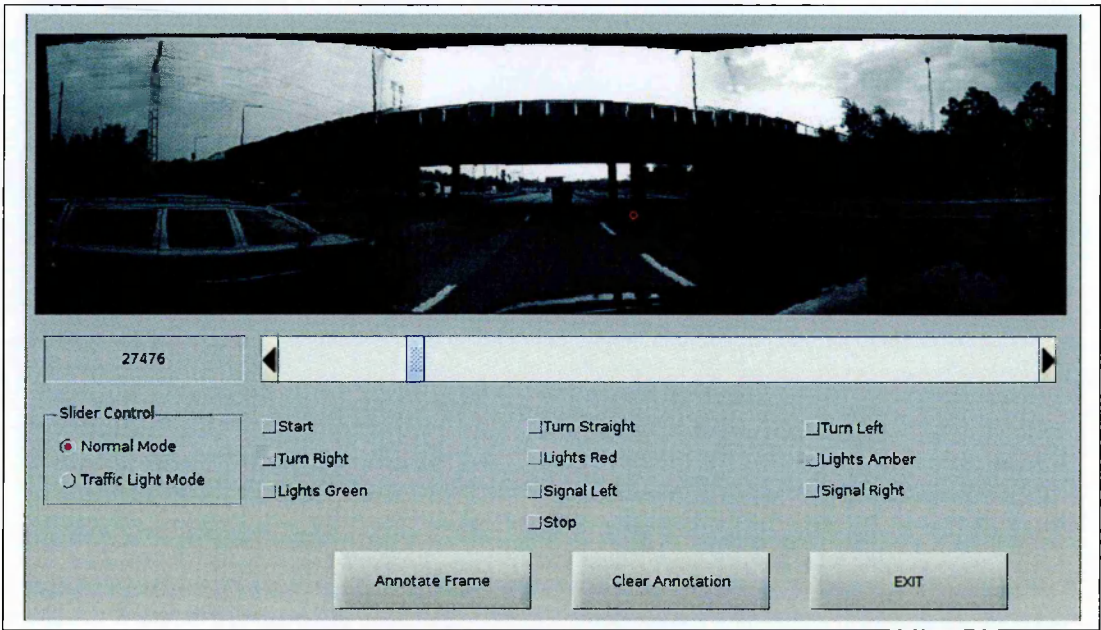 27476
Slider Control
Normal Mode
Traffic Light Mode
Start
Turn Straight
Turn Left
Turn Right
Lights Red
Lights Amber
Lights Green
Signal Left
Signal Right
Stop
Annotate Frame
Clear Annotation
EXIT